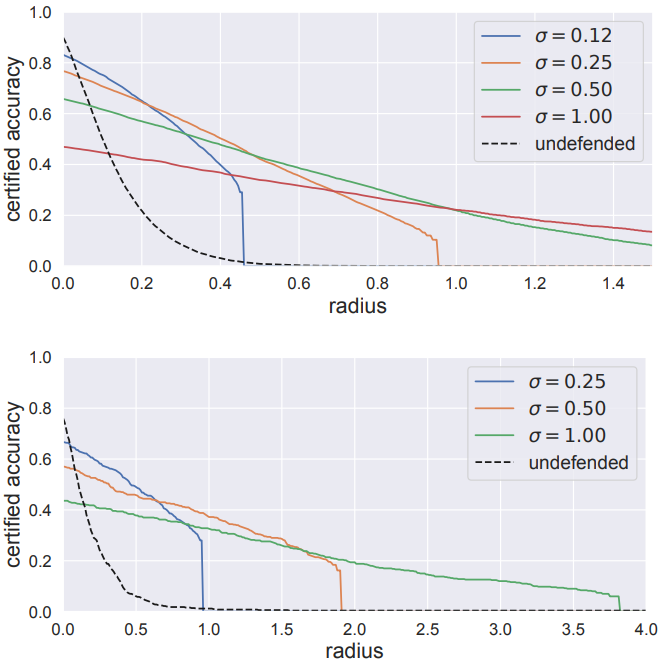 1.0
0.8
0.6
0.4
0.2
0.0
certified accuracy
σ = 0.12
σ = 0.25
σ = 0.50
σ = 1.00
undefended
0.0 0.2 0.4 0.6 0.8 1.0 1.2 1.4
radius
1.0
0.8
0.6
0.4
0.2
0.0
certified accuracy
σ = 0.25
σ = 0.50
σ = 1.00
undefended
0.0 0.5 1.0 1.5 2.0 2.5 3.0 3.5 4.0
radius